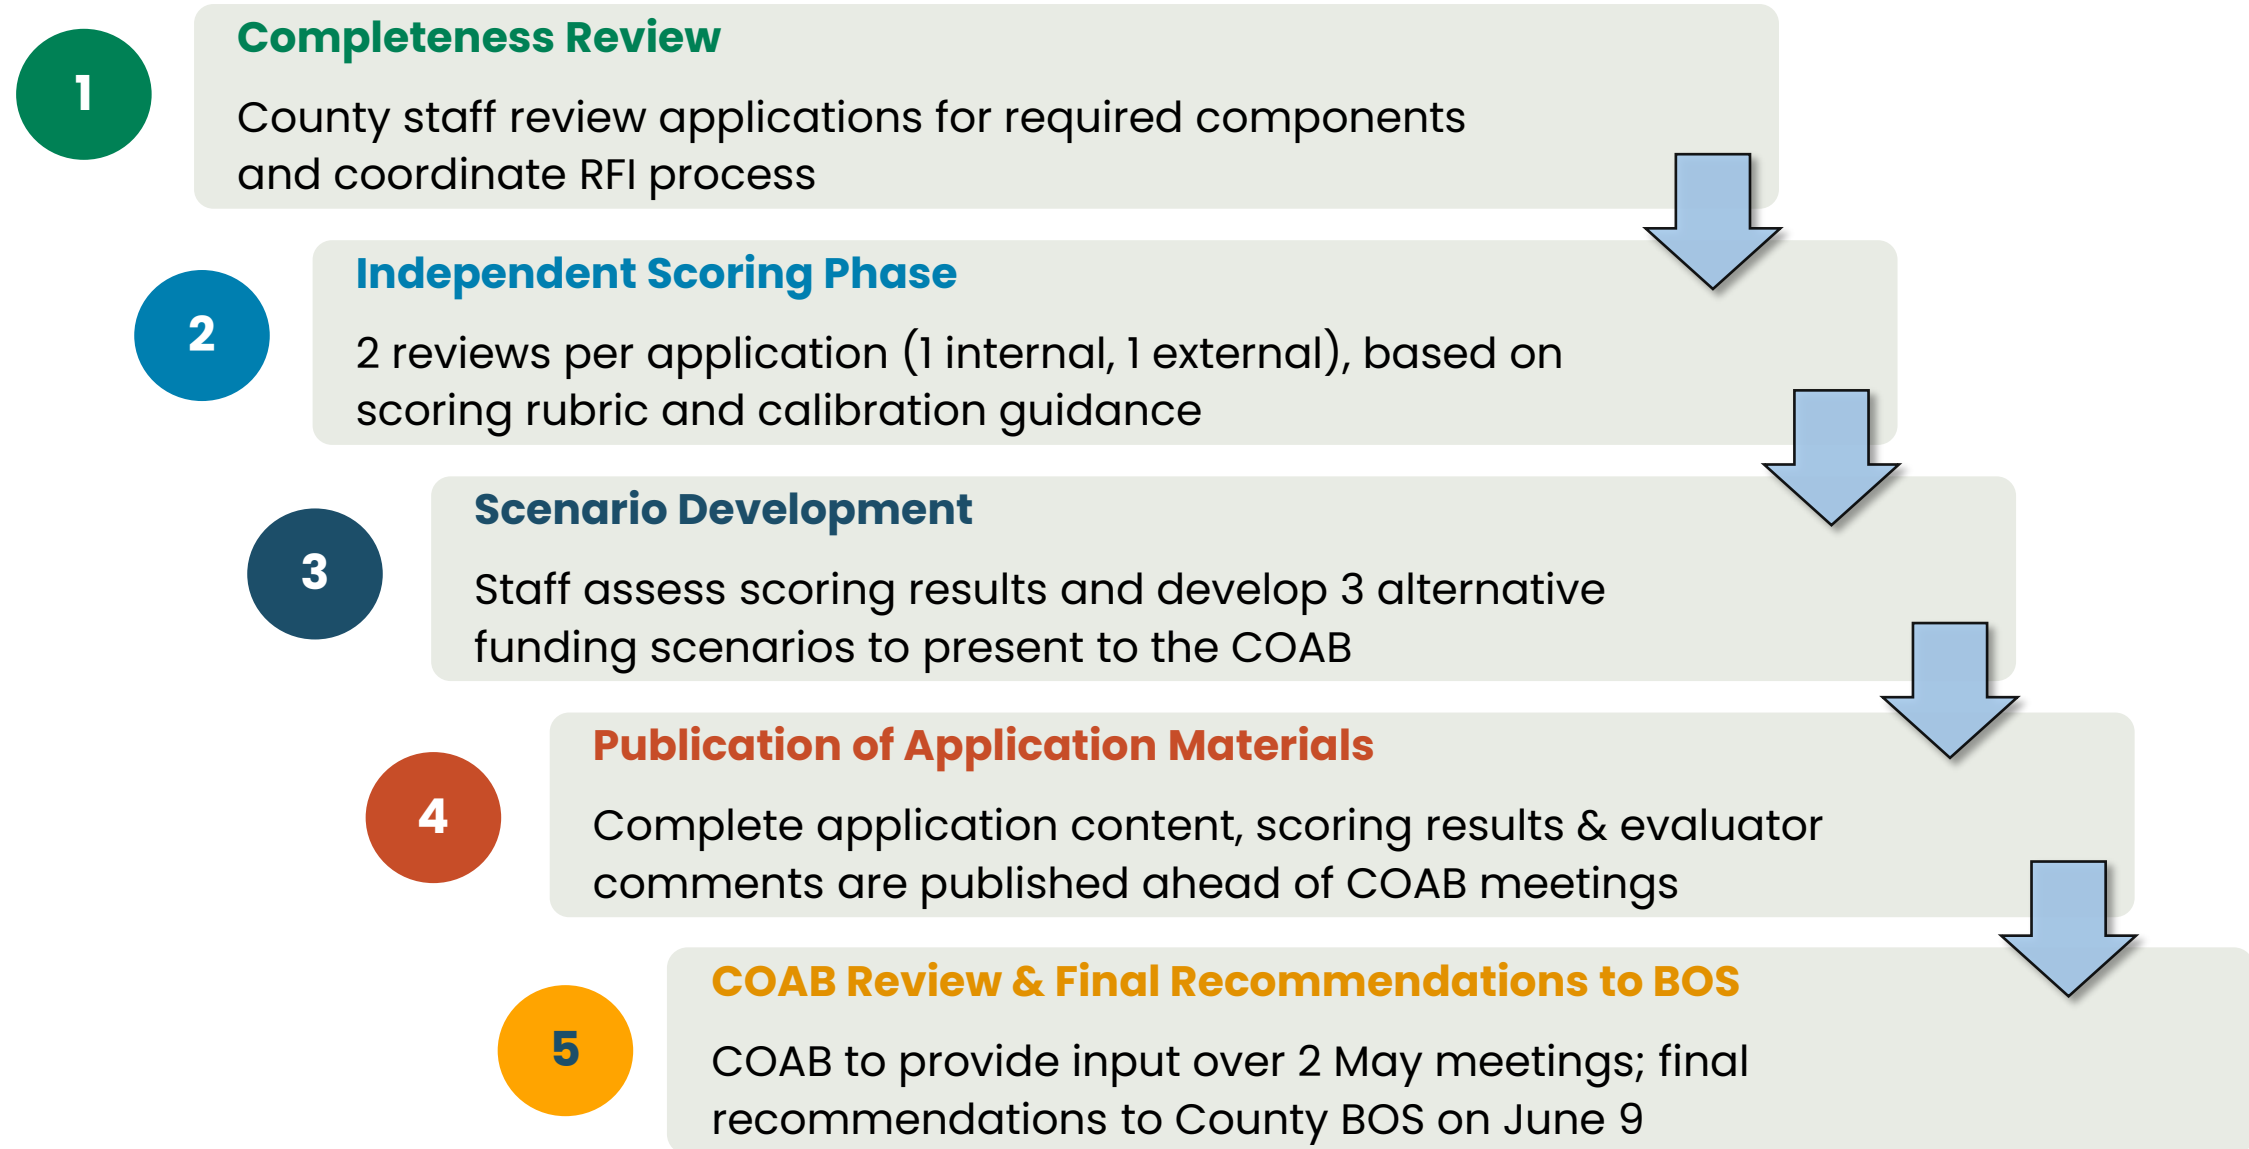 1
Completeness Review
County staff review applications for required components
and coordinate RFI process
2
Independent Scoring Phase
2 reviews per application (1 internal, 1 external), based on
scoring rubric and calibration guidance
3
Scenario Development
Staff assess scoring results and develop 3 alternative
funding scenarios to present to the COAB
4
Publication of Application Materials
Complete application content, scoring results & evaluator
comments are published ahead of COAB meetings
5
COAB Review & Final Recommendations to BOS
COAB to provide input over 2 May meetings; final
recommendations to County BOS on June 9